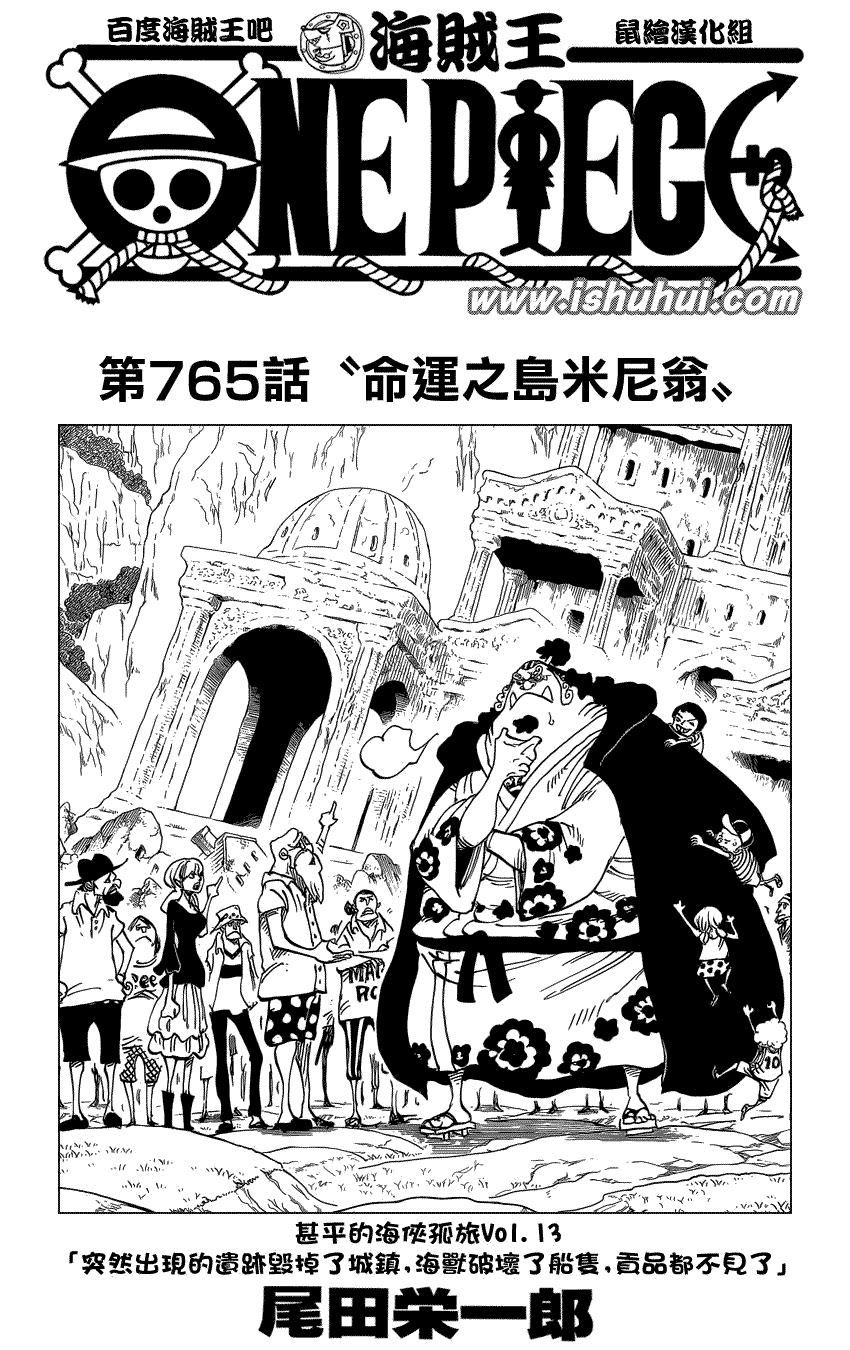 百度海賊王吧
海賊王
鼠繪漢化組
ONE PIECE
www.ishuhui.com
第765話〝命運之島米尼翁〟
MA
RC
10
甚平的海俠孤旅Vol.13
「突然出現的遺跡毀掉了城鎮,海獸破壞了船隻,貢品都不見了」
尾田栄一郎